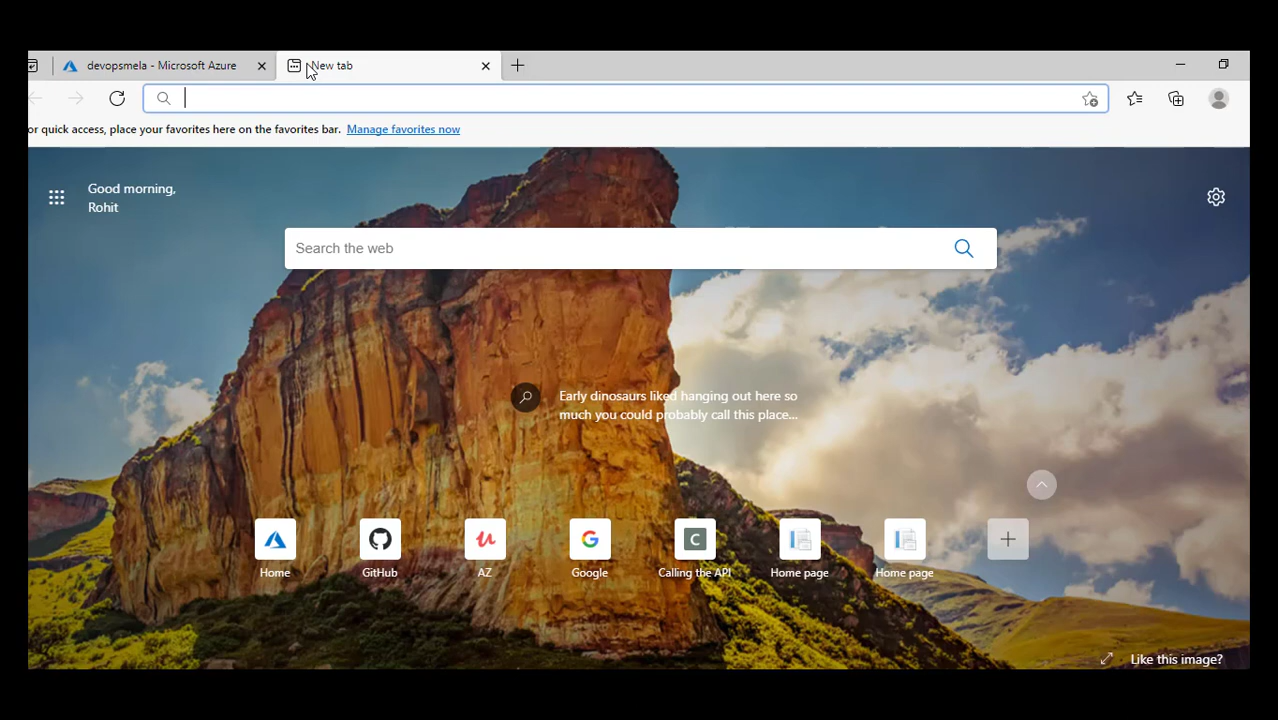 devopsmela - Microsoft Azure
New tab
or quick access, place your favorites here on the favorites bar. Manage favorites now
Good morning,
Rohit
Search the web
Early dinosaurs liked hanging out here so
much you could probably call this place...
Home
GitHub
AZ
Google
C
Calling the API
Home page
Home page
Like this image?